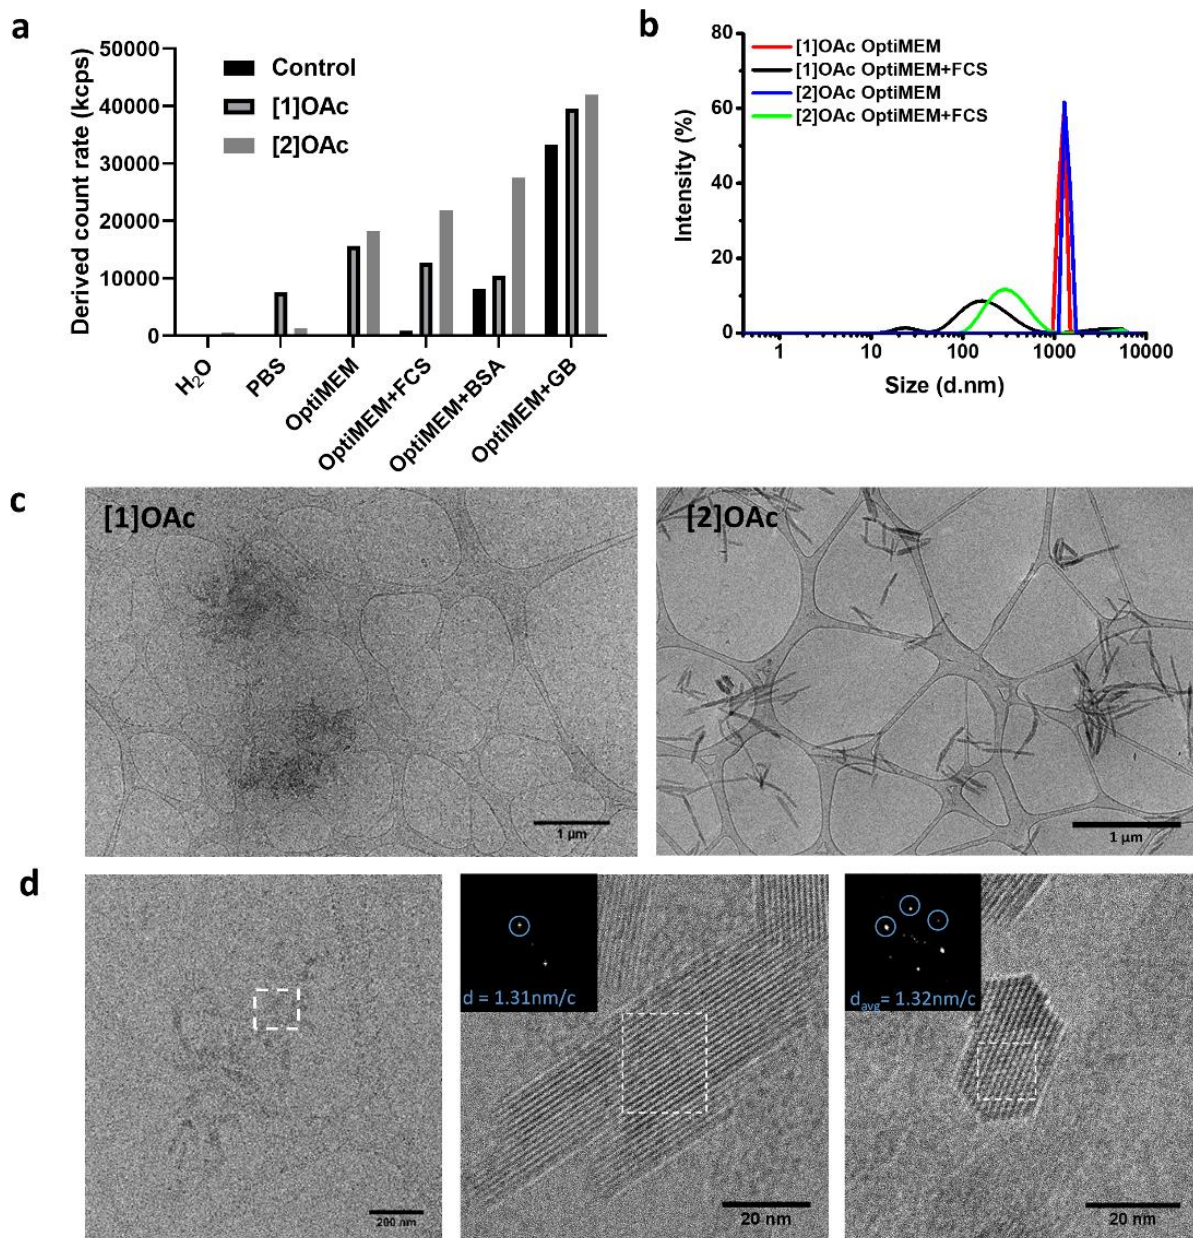 a
Derived count rate (kcps)
50000
40000
30000
20000
10000
0
Control
[1]OAc
[2]OAc
H₂O
PBS
OptiMEM
OptiMEM+FCS
OptiMEM+BSA
OptiMEM+GB
b
Intensity (%)
80
60
40
20
0
[1]OAc OptiMEM
[1]OAc OptiMEM+FCS
[2]OAc OptiMEM
[2]OAc OptiMEM+FCS
1
10
100
1000
10000
Size (d.nm)
c
[1]OAc
1 µm
[2]OAc
1 µm
d
200 nm
d = 1.31nm/c
20 nm
davg= 1.32nm/c
20 nm